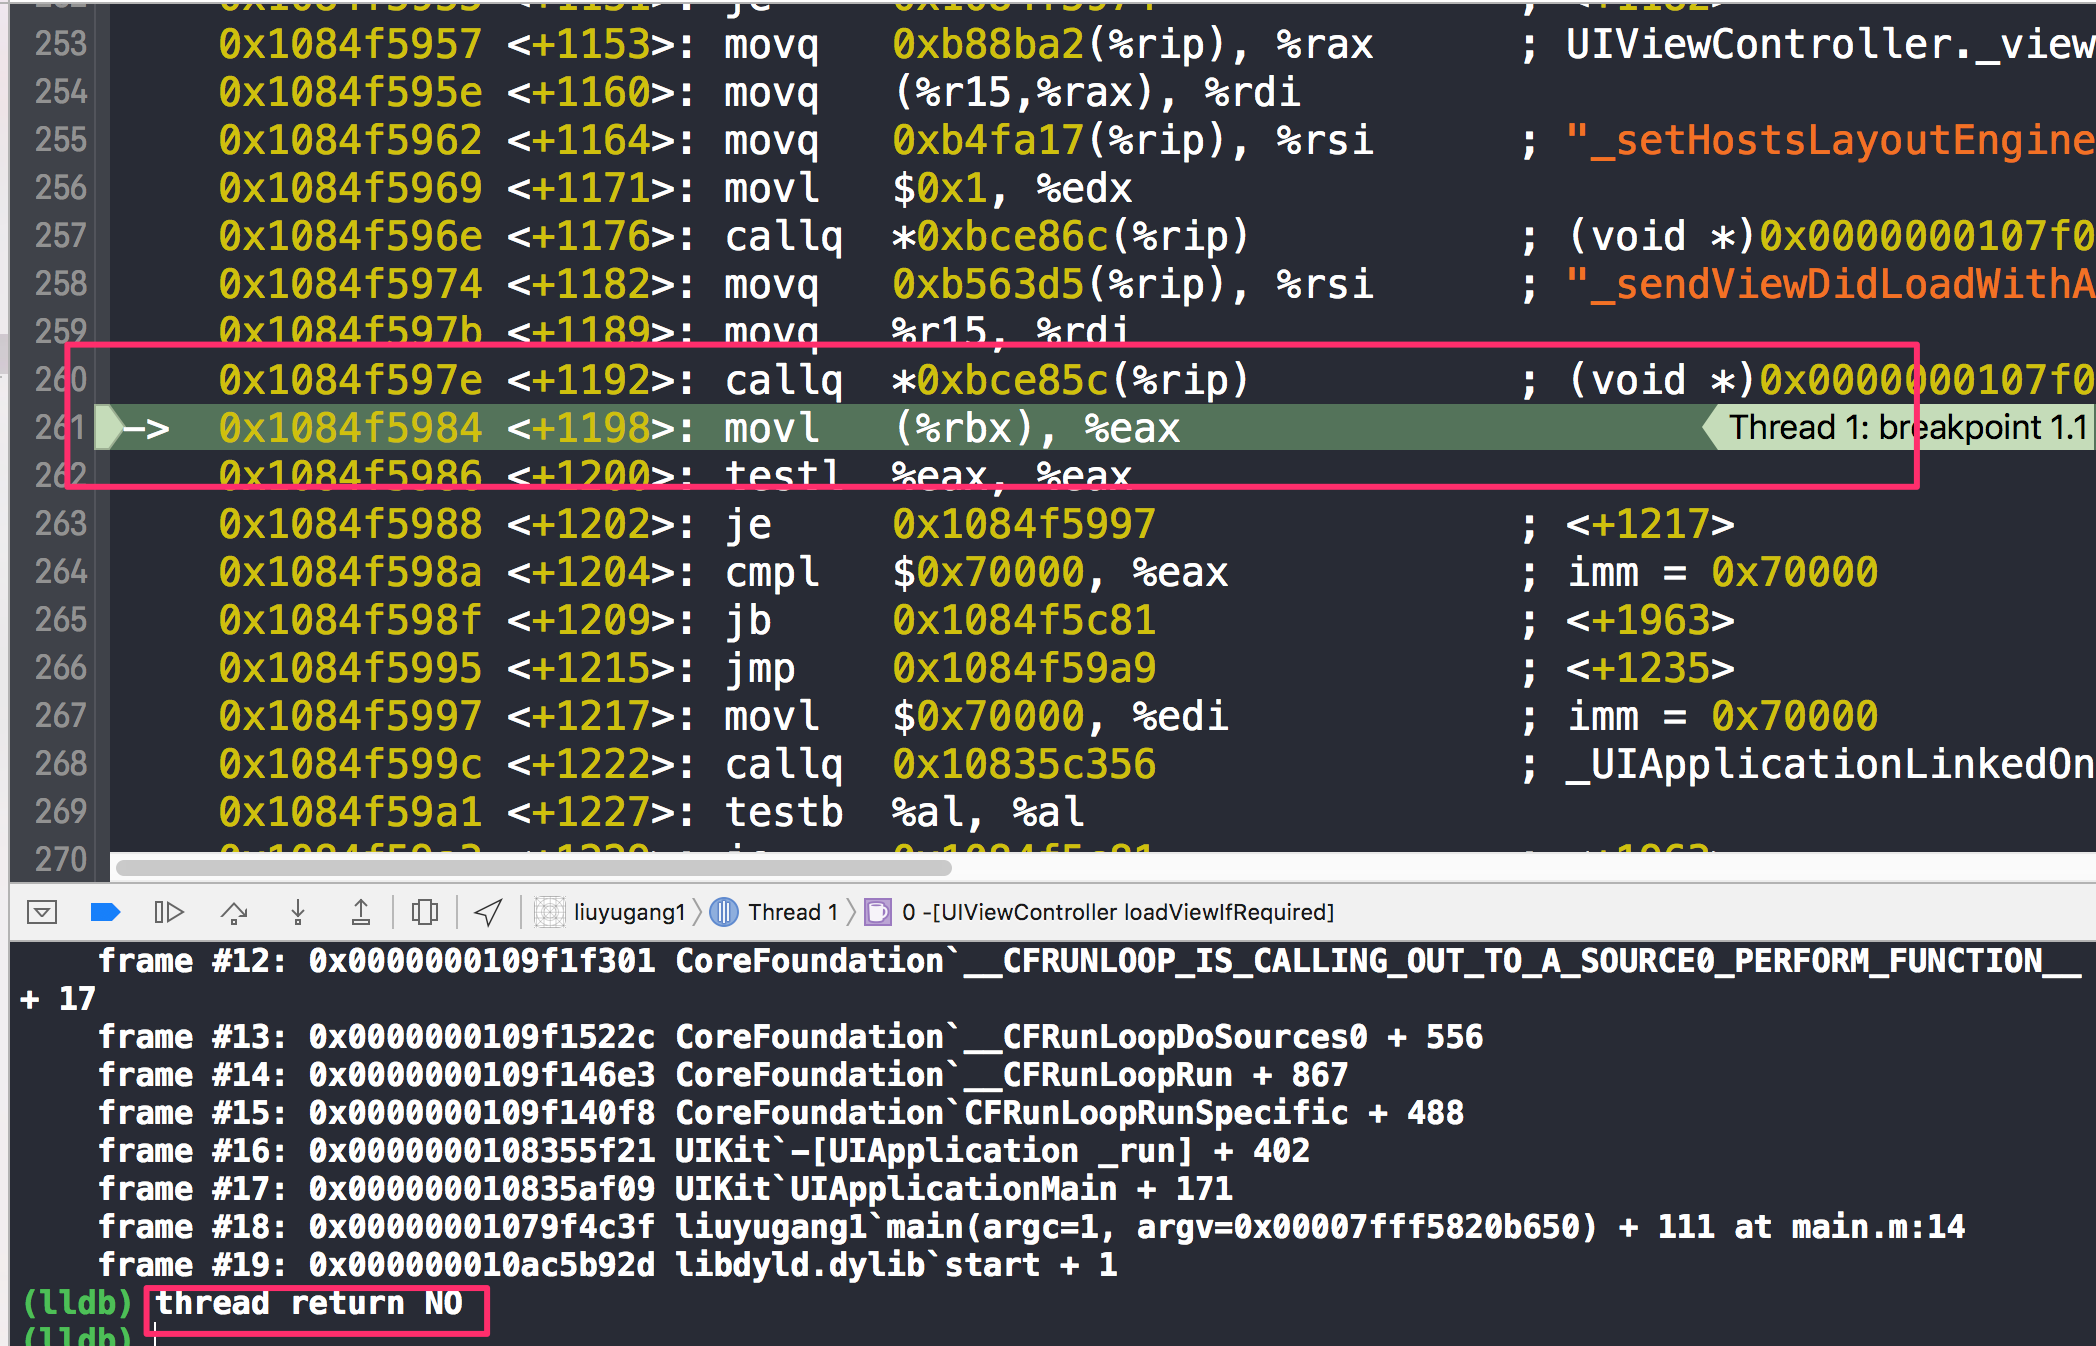 253 0x1084f5957 <+1153>: movq 0xb88ba2(%rip), %rax ; UIViewController._view
254 0x1084f595e <+1160>: movq (%r15,%rax), %rdi
255 0x1084f5962 <+1164>: movq 0xb4fa17(%rip), %rsi ; "_setHostsLayoutEngine
256 0x1084f5969 <+1171>: movl $0x1, %edx
257 0x1084f596e <+1176>: callq *0xbce86c(%rip) ; (void *)0x0000000107f0
258 0x1084f5974 <+1182>: movq 0xb563d5(%rip), %rsi ; "_sendViewDidLoadWithA
259 0x1084f597b <+1189>: movq %r15, %rdi
260 0x1084f597e <+1192>: callq *0xbce85c(%rip) ; (void *)0x0000000107f0
261 -> 0x1084f5984 <+1198>: movl (%rbx), %eax Thread 1: breakpoint 1.1
262 0x1084f5986 <+1200>: testl %eax, %eax
263 0x1084f5988 <+1202>: je 0x1084f5997 ; <+1217>
264 0x1084f598a <+1204>: cmpl $0x70000, %eax ; imm = 0x70000
265 0x1084f598f <+1209>: jb 0x1084f5c81 ; <+1963>
266 0x1084f5995 <+1215>: jmp 0x1084f59a9 ; <+1235>
267 0x1084f5997 <+1217>: movl $0x70000, %edi ; imm = 0x70000
268 0x1084f599c <+1222>: callq 0x10835c356 ; _UIApplicationLinkedOn
269 0x1084f59a1 <+1227>: testb %al, %al
270
liuyugang1 Thread 1 0 -[UIViewController loadViewIfRequired]
frame #12: 0x0000000109f1f301 CoreFoundation`__CFRUNLOOP_IS_CALLING_OUT_TO_A_SOURCE0_PERFORM_FUNCTION__
+ 17
frame #13: 0x0000000109f1522c CoreFoundation`__CFRunLoopDoSources0 + 556
frame #14: 0x0000000109f146e3 CoreFoundation`__CFRunLoopRun + 867
frame #15: 0x0000000109f140f8 CoreFoundation`CFRunLoopRunSpecific + 488
frame #16: 0x0000000108355f21 UIKit`-[UIApplication _run] + 402
frame #17: 0x000000010835af09 UIKit`UIApplicationMain + 171
frame #18: 0x00000001079f4c3f liuyugang1`main(argc=1, argv=0x00007fff5820b650) + 111 at main.m:14
frame #19: 0x000000010ac5b92d libdyld.dylib`start + 1
(lldb) thread return NO
(lldb)